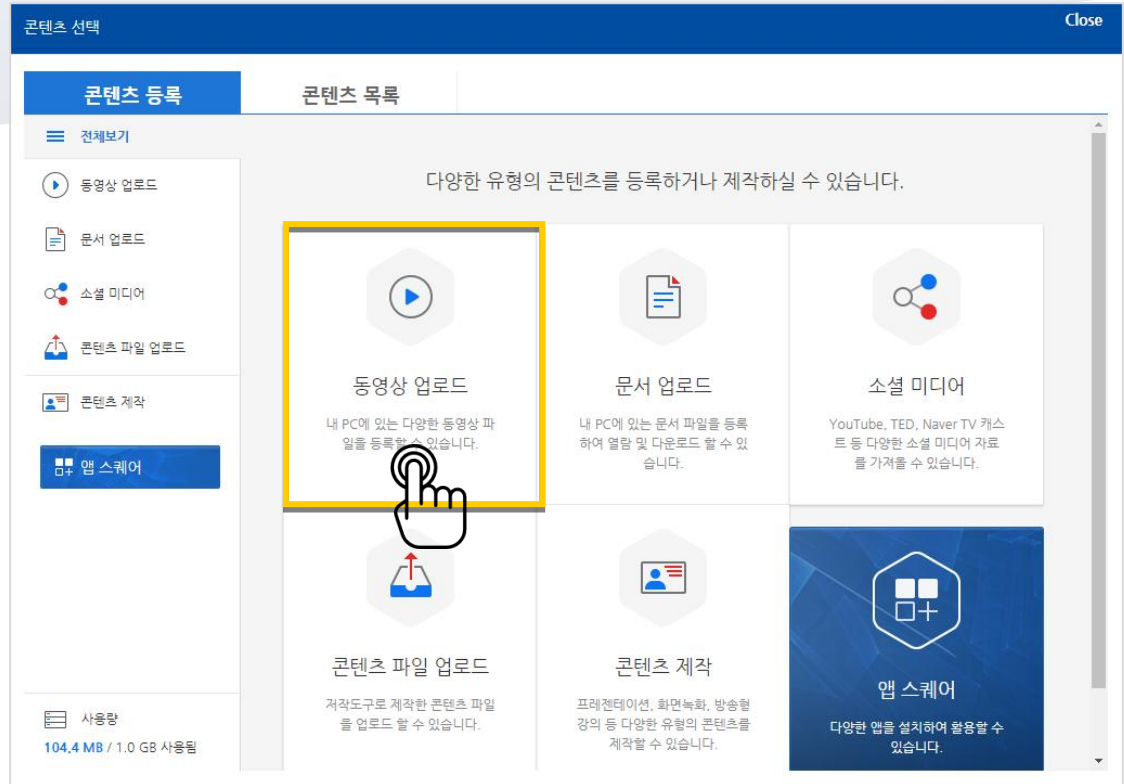 콘텐츠 선택
Close
콘텐츠 등록
콘텐츠 목록
전체보기
동영상 업로드
문서 업로드
소셜 미디어
콘텐츠 파일 업로드
콘텐츠 제작
앱 스퀘어
사용량
104.4 MB / 1.0 GB 사용됨
다양한 유형의 콘텐츠를 등록하거나 제작하실 수 있습니다.
동영상 업로드
내 PC에 있는 다양한 동영상 파
일을 등록할 수 있습니다.
문서 업로드
내 PC에 있는 문서 파일을 등록
하여 열람 및 다운로드 할 수 있
습니다.
소셜 미디어
YouTube, TED, Naver TV 캐스
트 등 다양한 소셜 미디어 자료
를 가져올 수 있습니다.
콘텐츠 파일 업로드
저작도구로 제작한 콘텐츠 파일
을 업로드 할 수 있습니다.
콘텐츠 제작
프레젠테이션, 화면녹화, 방송형
강의 등 다양한 유형의 콘텐츠를
제작할 수 있습니다.
앱 스퀘어
다양한 앱을 설치하여 활용할 수
있습니다.